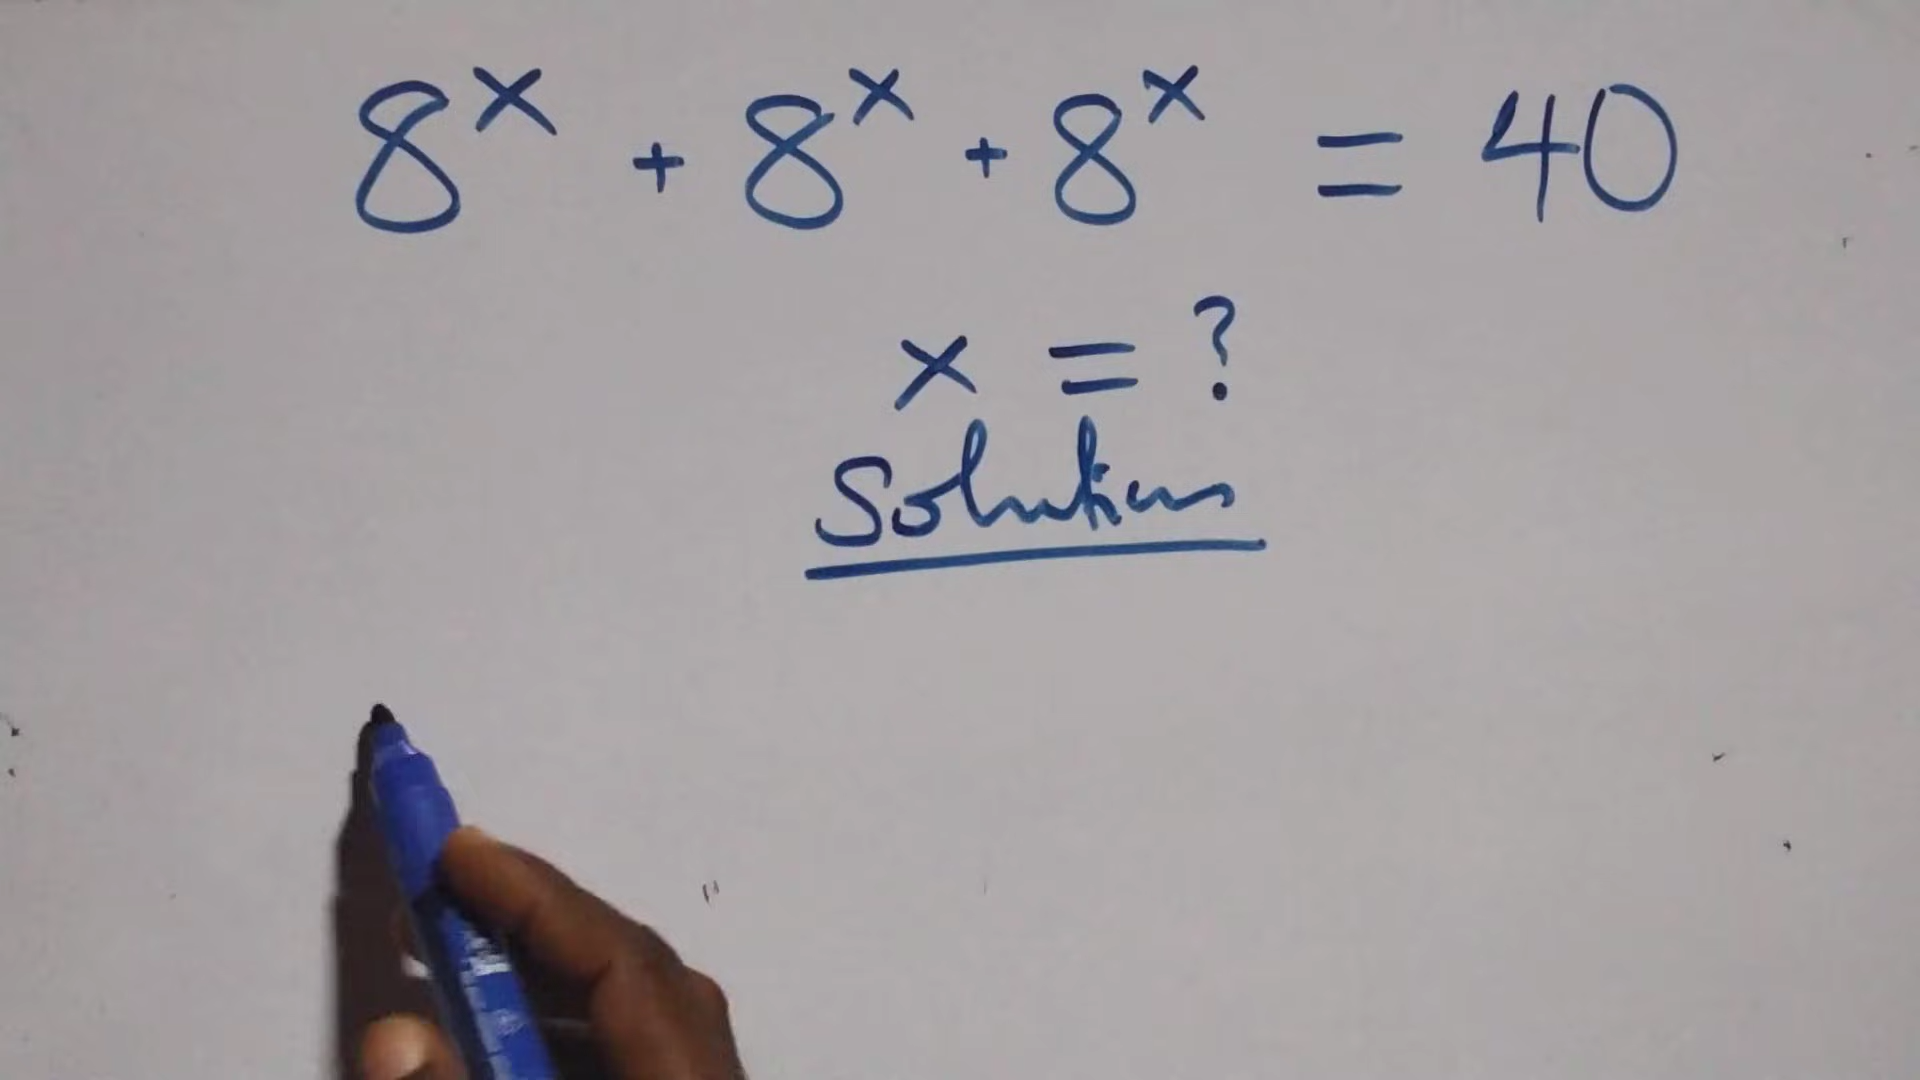 8^x + 8^x + 8^x = 40
x = ?
Solution